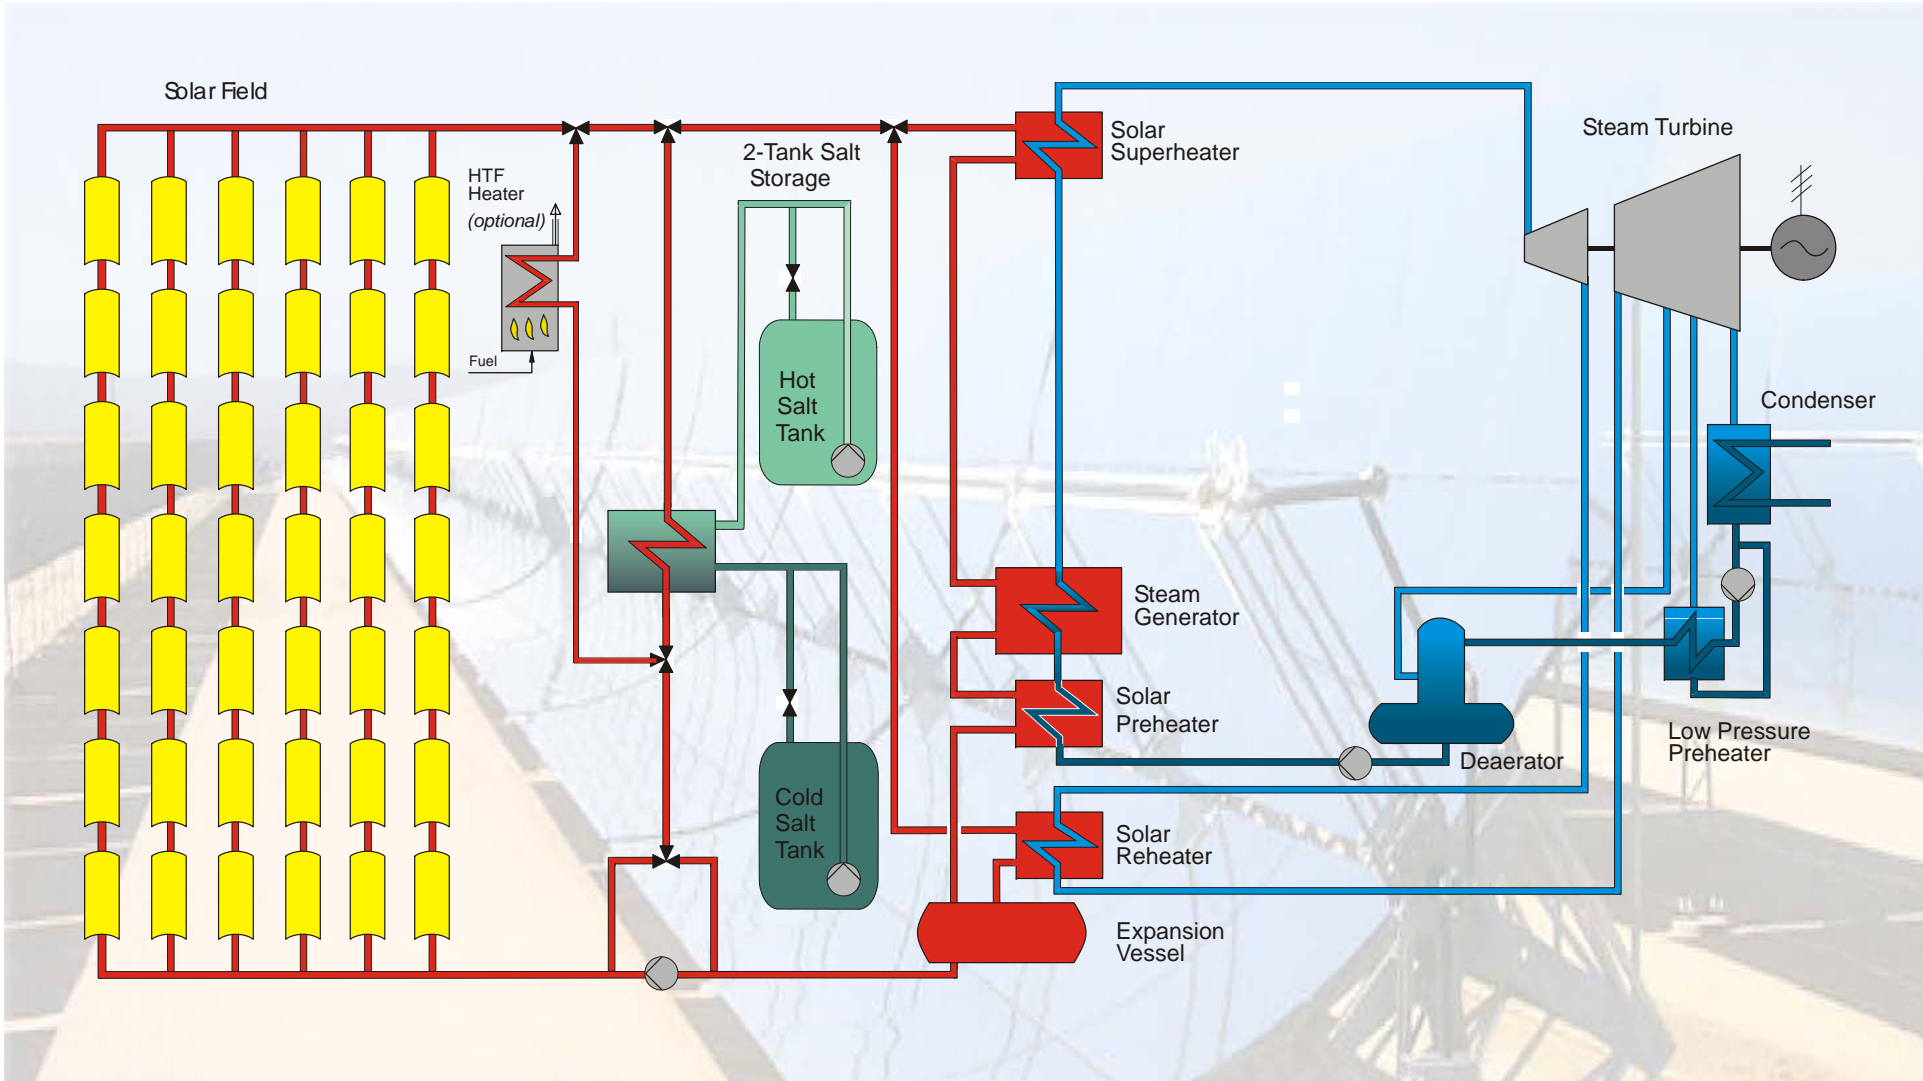 Solar Field
HTF
Heater
(optional)
Fuel
2-Tank Salt
Storage
Hot
Salt
Tank
Cold
Salt
Tank
Solar
Superheater
Steam
Generator
Solar
Preheater
Solar
Reheater
Expansion
Vessel
Steam Turbine
Condenser
Low Pressure
Preheater
Deaerator